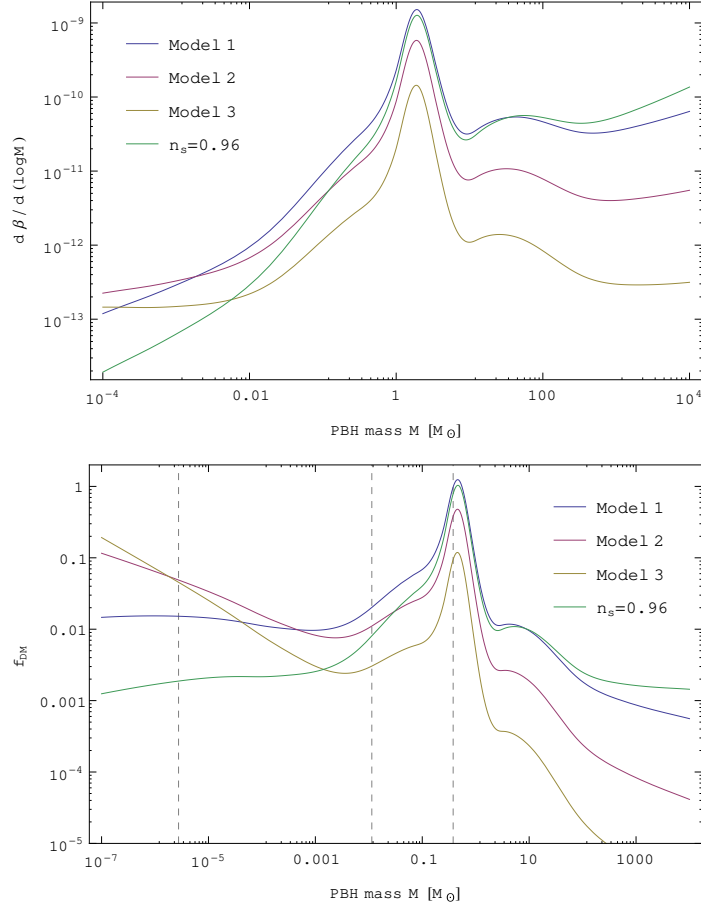 10^-9
10^-10
10^-11
10^-12
10^-13
d β / d (logM)
Model 1
Model 2
Model 3
n_s=0.96
10^-4
0.01
1
100
10^4
PBH mass M [M_⊙]
1
0.1
0.01
0.001
10^-4
10^-5
f_DM
Model 1
Model 2
Model 3
n_s=0.96
10^-7
10^-5
0.001
0.1
10
1000
PBH mass M [M_⊙]